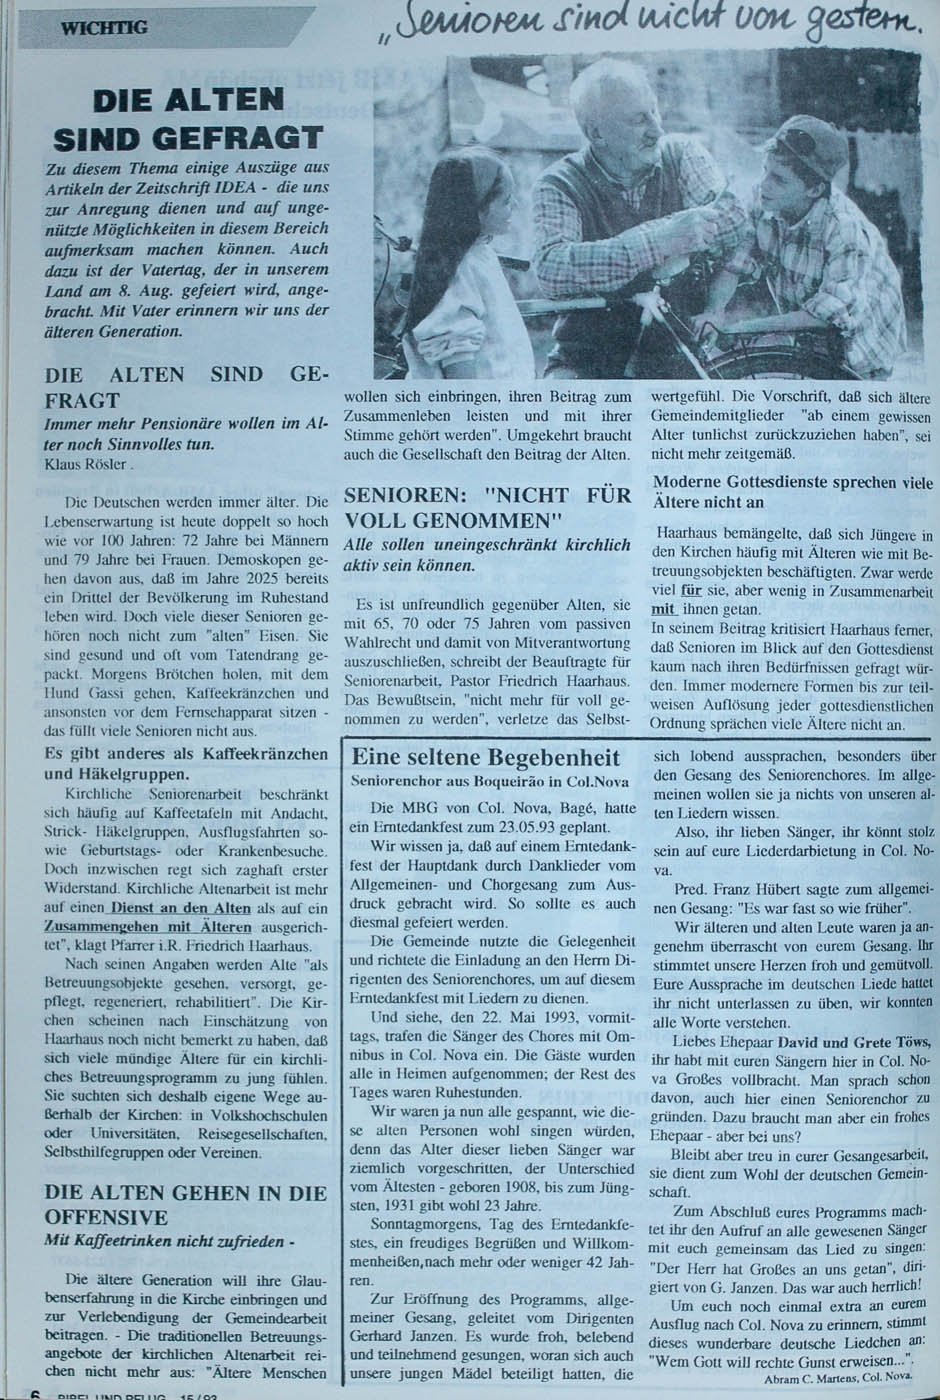 WICHTIG
„Senioren sind nicht von gestern.
DIE ALTEN
SIND GEFRAGT
Zu diesem Thema einige Auszüge aus
Artikeln der Zeitschrift IDEA - die uns
zur Anregung dienen und auf unge-
nützte Möglichkeiten in diesem Bereich
aufmerksam machen können. Auch
dazu ist der Vatertag, der in unserem
Land am 8. Aug. gefeiert wird, ange-
bracht. Mit Vater erinnern wir uns der
älteren Generation.
DIE ALTEN SIND GE-
FRAGT
Immer mehr Pensionäre wollen im Al-
ter noch Sinnvolles tun.
Klaus Rösler .
Die Deutschen werden immer älter. Die
Lebenserwartung ist heute doppelt so hoch
wie vor 100 Jahren: 72 Jahre bei Männern
und 79 Jahre bei Frauen. Demoskopen ge-
hen davon aus, daß im Jahre 2025 bereits
ein Drittel der Bevölkerung im Ruhestand
leben wird. Doch viele dieser Senioren ge-
hören noch nicht zum "alten" Eisen. Sie
sind gesund und oft vom Tatendrang ge-
packt. Morgens Brötchen holen, mit dem
Hund Gassi gehen, Kaffeekränzchen und
ansonsten vor dem Fernsehapparat sitzen -
das füllt viele Senioren nicht aus.
Es gibt anderes als Kaffeekränzchen
und Häkelgruppen.
Kirchliche Seniorenarbeit beschränkt
sich häufig auf Kaffeetafeln mit Andacht,
Strick- Häkelgruppen, Ausflugsfahrten so-
wie Geburtstags- oder Krankenbesuche.
Doch inzwischen regt sich zaghaft erster
Widerstand. Kirchliche Altenarbeit ist mehr
auf einen Dienst an den Alten als auf ein
Zusammengehen mit Älteren ausgerich-
tet", klagt Pfarrer i.R. Friedrich Haarhaus.
Nach seinen Angaben werden Alte "als
Betreuungsobjekte gesehen, versorgt, ge-
pflegt, regeneriert, rehabilitiert". Die Kir-
chen scheinen nach Einschätzung von
Haarhaus noch nicht bemerkt zu haben, daß
sich viele mündige Ältere für ein kirchli-
ches Betreuungsprogramm zu jung fühlen.
Sie suchten sich deshalb eigene Wege au-
ßerhalb der Kirchen: in Volkshochschulen
oder Universitäten, Reisegesellschaften,
Selbsthilfegruppen oder Vereinen.
DIE ALTEN GEHEN IN DIE
OFFENSIVE
Mit Kaffeetrinken nicht zufrieden -
Die ältere Generation will ihre Glau-
benserfahrung in die Kirche einbringen und
zur Verlebendigung der Gemeindearbeit
beitragen. - Die traditionellen Betreuungs-
angebote der kirchlichen Altenarbeit rei-
chen nicht mehr aus: "Ältere Menschen
wollen sich einbringen, ihren Beitrag zum
Zusammenleben leisten und mit ihrer
Stimme gehört werden". Umgekehrt braucht
auch die Gesellschaft den Beitrag der Alten.
SENIOREN: "NICHT FÜR
VOLL GENOMMEN"
Alle sollen uneingeschränkt kirchlich
aktiv sein können.
Es ist unfreundlich gegenüber Alten, sie
mit 65, 70 oder 75 Jahren vom passiven
Wahlrecht und damit von Mitverantwortung
auszuschließen, schreibt der Beauftragte für
Seniorenarbeit, Pastor Friedrich Haarhaus.
Das Bewußtsein, "nicht mehr für voll ge-
nommen zu werden", verletze das Selbst-
wertgefühl. Die Vorschrift, daß sich ältere
Gemeindemitglieder "ab einem gewissen
Alter tunlichst zurückzuziehen haben", sei
nicht mehr zeitgemäß.
Moderne Gottesdienste sprechen viele
Ältere nicht an
Haarhaus bemängelte, daß sich Jüngere in
den Kirchen häufig mit Älteren wie mit Be-
treuungsobjekten beschäftigten. Zwar werde
viel für sie, aber wenig in Zusammenarbeit
mit ihnen getan.
In seinem Beitrag kritisiert Haarhaus ferner,
daß Senioren im Blick auf den Gottesdienst
kaum nach ihren Bedürfnissen gefragt wür-
den. Immer modernere Formen bis zur teil-
weisen Auflösung jeder gottesdienstlichen
Ordnung sprächen viele Ältere nicht an.
Eine seltene Begebenheit
Seniorenchor aus Boqueirão in Col.Nova
Die MBG von Col. Nova, Bagé, hatte
ein Erntedankfest zum 23.05.93 geplant.
Wir wissen ja, daß auf einem Erntedank-
fest der Hauptdank durch Danklieder vom
Allgemeinen- und Chorgesang zum Aus-
druck gebracht wird. So sollte es auch
diesmal gefeiert werden.
Die Gemeinde nutzte die Gelegenheit
und richtete die Einladung an den Herrn Di-
rigenten des Seniorenchores, um auf diesem
Erntedankfest mit Liedern zu dienen.
Und siehe, den 22. Mai 1993, vormit-
tags, trafen die Sänger des Chores mit Om-
nibus in Col. Nova ein. Die Gäste wurden
alle in Heimen aufgenommen; der Rest des
Tages waren Ruhestunden.
Wir waren ja nun alle gespannt, wie die-
se alten Personen wohl singen würden,
denn das Alter dieser lieben Sänger war
ziemlich vorgeschritten, der Unterschied
vom Ältesten - geboren 1908, bis zum Jüng-
sten, 1931 gibt wohl 23 Jahre.
Sonntagmorgens, Tag des Erntedankfe-
stes, ein freudiges Begrüßen und Willkom-
menheißen,nach mehr oder weniger 42 Jah-
ren.
Zur Eröffnung des Programms, allge-
meiner Gesang, geleitet vom Dirigenten
Gerhard Janzen. Es wurde froh, belebend
und teilnehmend gesungen, woran sich auch
unsere jungen Mädel beteiligt hatten, die
sich lobend aussprachen, besonders über
den Gesang des Seniorenchores. Im allge-
meinen wollen sie ja nichts von unseren al-
ten Liedern wissen.
Also, ihr lieben Sänger, ihr könnt stolz
sein auf eure Liederdarbietung in Col. No-
va.
Pred. Franz Hübert sagte zum allgemei-
nen Gesang: "Es war fast so wie früher".
Wir älteren und alten Leute waren ja an-
genehm überrascht von eurem Gesang. Ihr
stimmtet unsere Herzen froh und gemütvoll.
Eure Aussprache im deutschen Liede hattet
ihr nicht unterlassen zu üben, wir konnten
alle Worte verstehen.
Liebes Ehepaar David und Grete Töws,
ihr habt mit euren Sängern hier in Col. No-
va Großes vollbracht. Man sprach schon
davon, auch hier einen Seniorenchor zu
gründen. Dazu braucht man aber ein frohes
Ehepaar - aber bei uns?
Bleibt aber treu in eurer Gesangesarbeit,
sie dient zum Wohl der deutschen Gemein-
schaft.
Zum Abschluß eures Programms mach-
tet ihr den Aufruf an alle gewesenen Sänger
mit euch gemeinsam das Lied zu singen:
"Der Herr hat Großes an uns getan", diri-
giert von G. Janzen. Das war auch herrlich!
Um euch noch einmal extra an eurem
Ausflug nach Col. Nova zu erinnern, stimmt
dieses wunderbare deutsche Liedchen an:
"Wem Gott will rechte Gunst erweisen...".
Abram C. Martens, Col. Nova.
6 BIBEL UND PFLUG 15/93